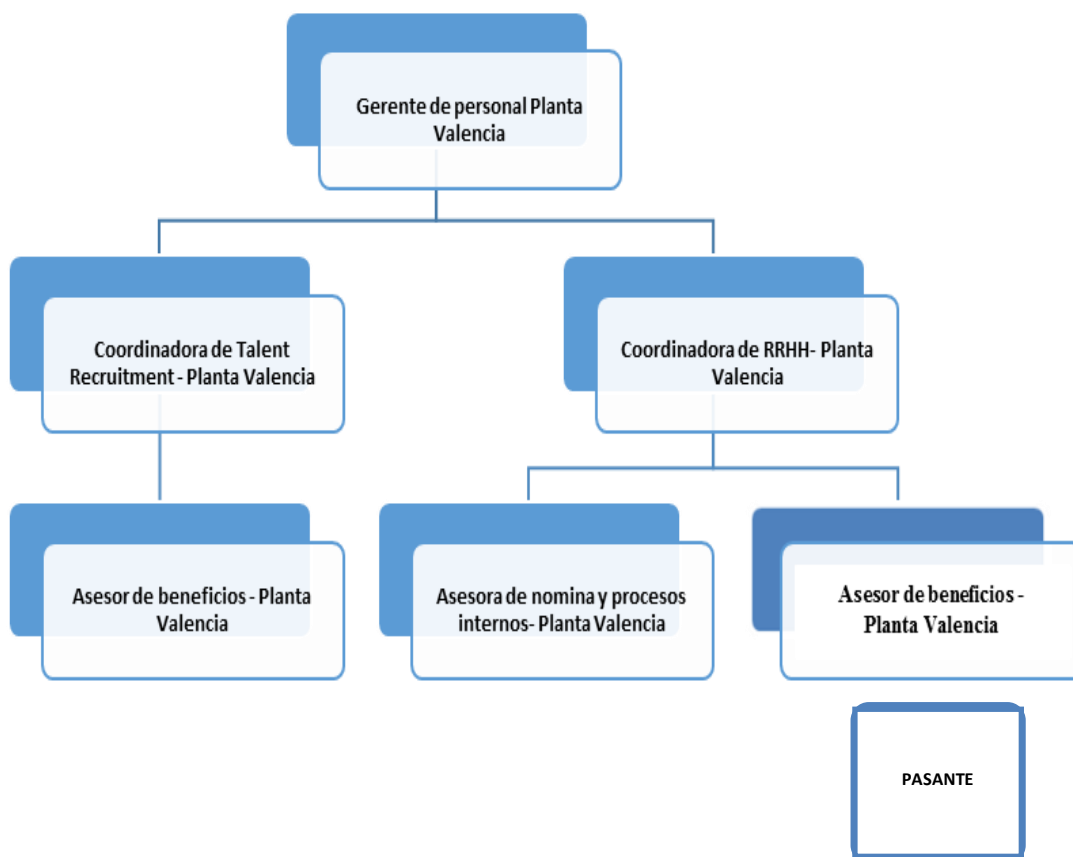 Gerente de personal Planta
Valencia
Coordinadora de Talent
Recruitment - Planta Valencia
Coordinadora de RRHH- Planta
Valencia
Asesor de beneficios - Planta
Valencia
Asesora de nomina y procesos
internos- Planta Valencia
Asesor de beneficios -
Planta Valencia
PASANTE